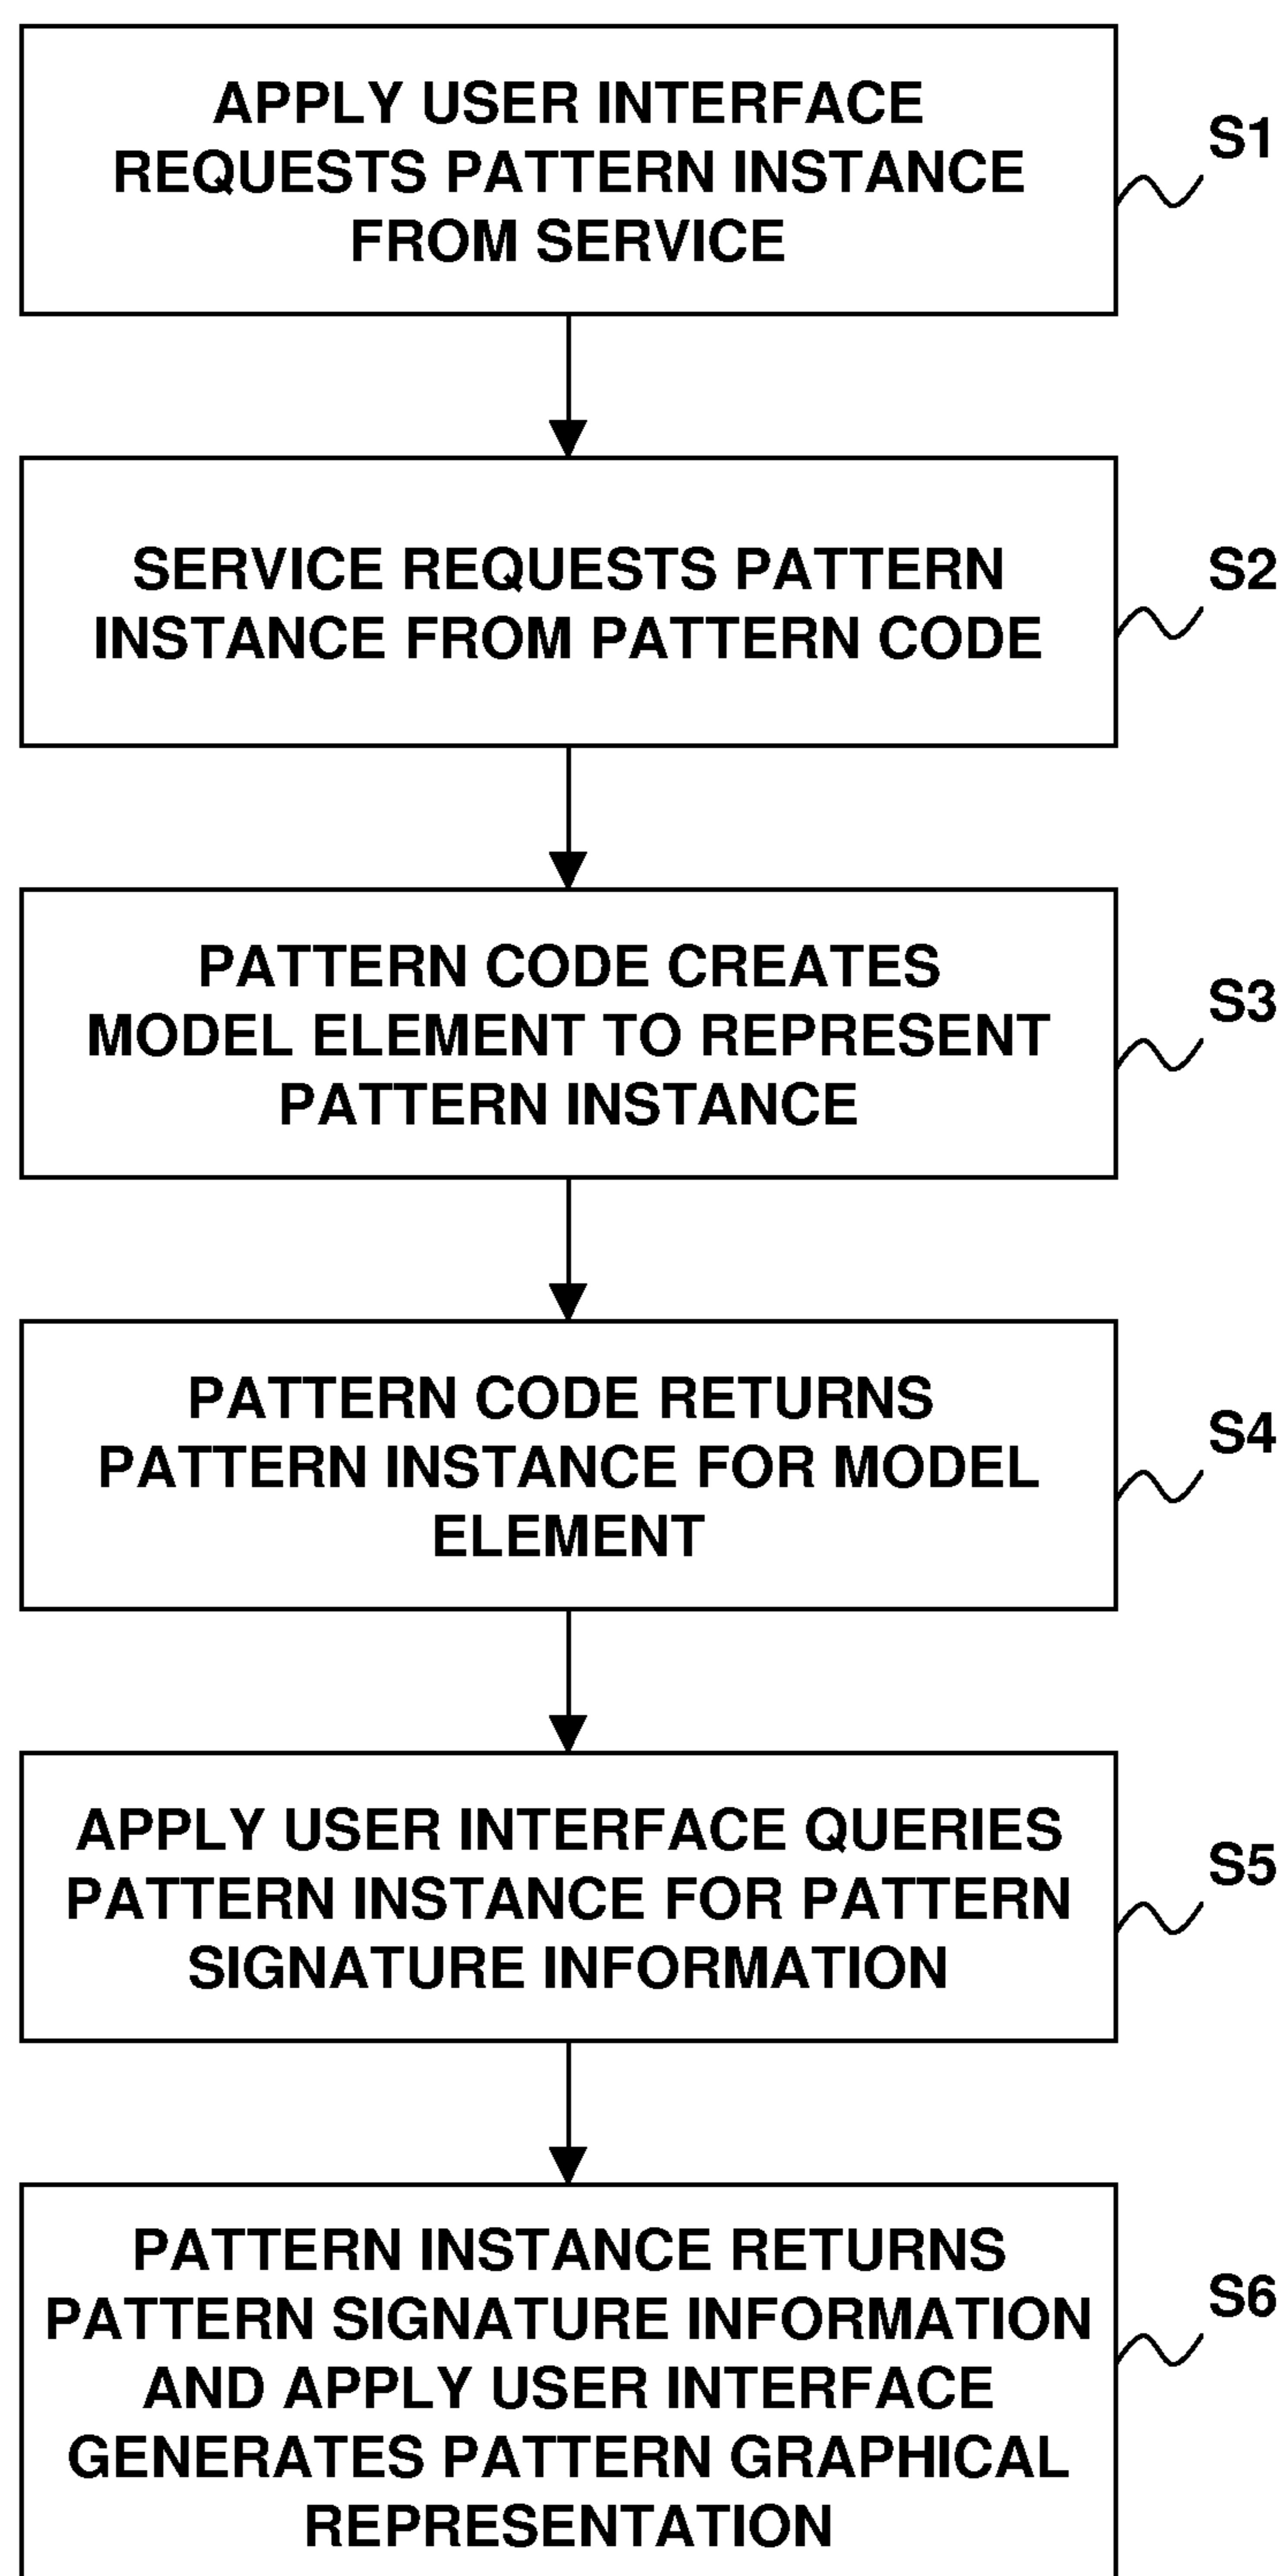 APPLY USER INTERFACE
REQUESTS PATTERN INSTANCE
FROM SERVICE
S1
SERVICE REQUESTS PATTERN
INSTANCE FROM PATTERN CODE
S2
PATTERN CODE CREATES
MODEL ELEMENT TO REPRESENT
PATTERN INSTANCE
S3
PATTERN CODE RETURNS
PATTERN INSTANCE FOR MODEL
ELEMENT
S4
APPLY USER INTERFACE QUERIES
PATTERN INSTANCE FOR PATTERN
SIGNATURE INFORMATION
S5
PATTERN INSTANCE RETURNS
PATTERN SIGNATURE INFORMATION
AND APPLY USER INTERFACE
GENERATES PATTERN GRAPHICAL
REPRESENTATION
S6